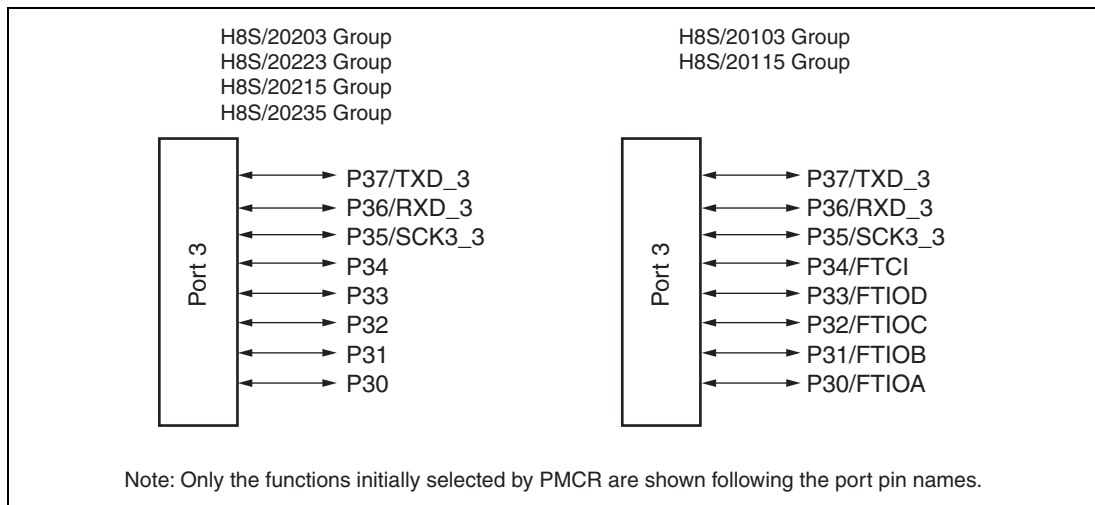 H8S/20203 Group
H8S/20223 Group
H8S/20215 Group
H8S/20235 Group
Port 3
P37/TXD_3
P36/RXD_3
P35/SCK3_3
P34
P33
P32
P31
P30
H8S/20103 Group
H8S/20115 Group
Port 3
P37/TXD_3
P36/RXD_3
P35/SCK3_3
P34/FTCI
P33/FTIOD
P32/FTIOC
P31/FTIOB
P30/FTIOA
Note: Only the functions initially selected by PMCR are shown following the port pin names.